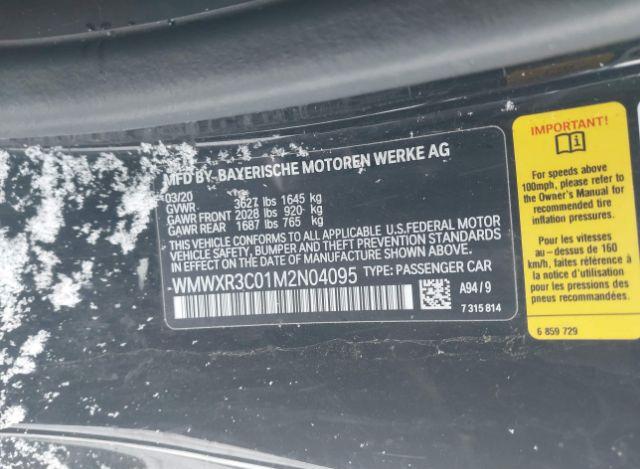 MFD BY BAYERISCHE MOTOREN WERKE AG
03/20
GVWR 3627 lbs 1645 kg
GAWR FRONT 2028 lbs 920 kg
GAWR REAR 1687 lbs 765 kg
THIS VEHICLE CONFORMS TO ALL APPLICABLE U.S.FEDERAL MOTOR
VEHICLE SAFETY, BUMPER, AND THEFT PREVENTION STANDARDS
IN EFFECT ON THE DATE OF MANUFACTURE SHOWN ABOVE.
WMWXR3C01M2N04095 TYPE: PASSENGER CAR
A94 / 9
7 315 814
IMPORTANT!
For speeds above
100mph, please refer to
the Owner's Manual for
recommended tire
inflation pressures.
Pour les vitesses
au-dessus de 160
km/h, faites référence à
la notice d'utilisation
pour les pressions
de pneus recommandées.
6 859 729